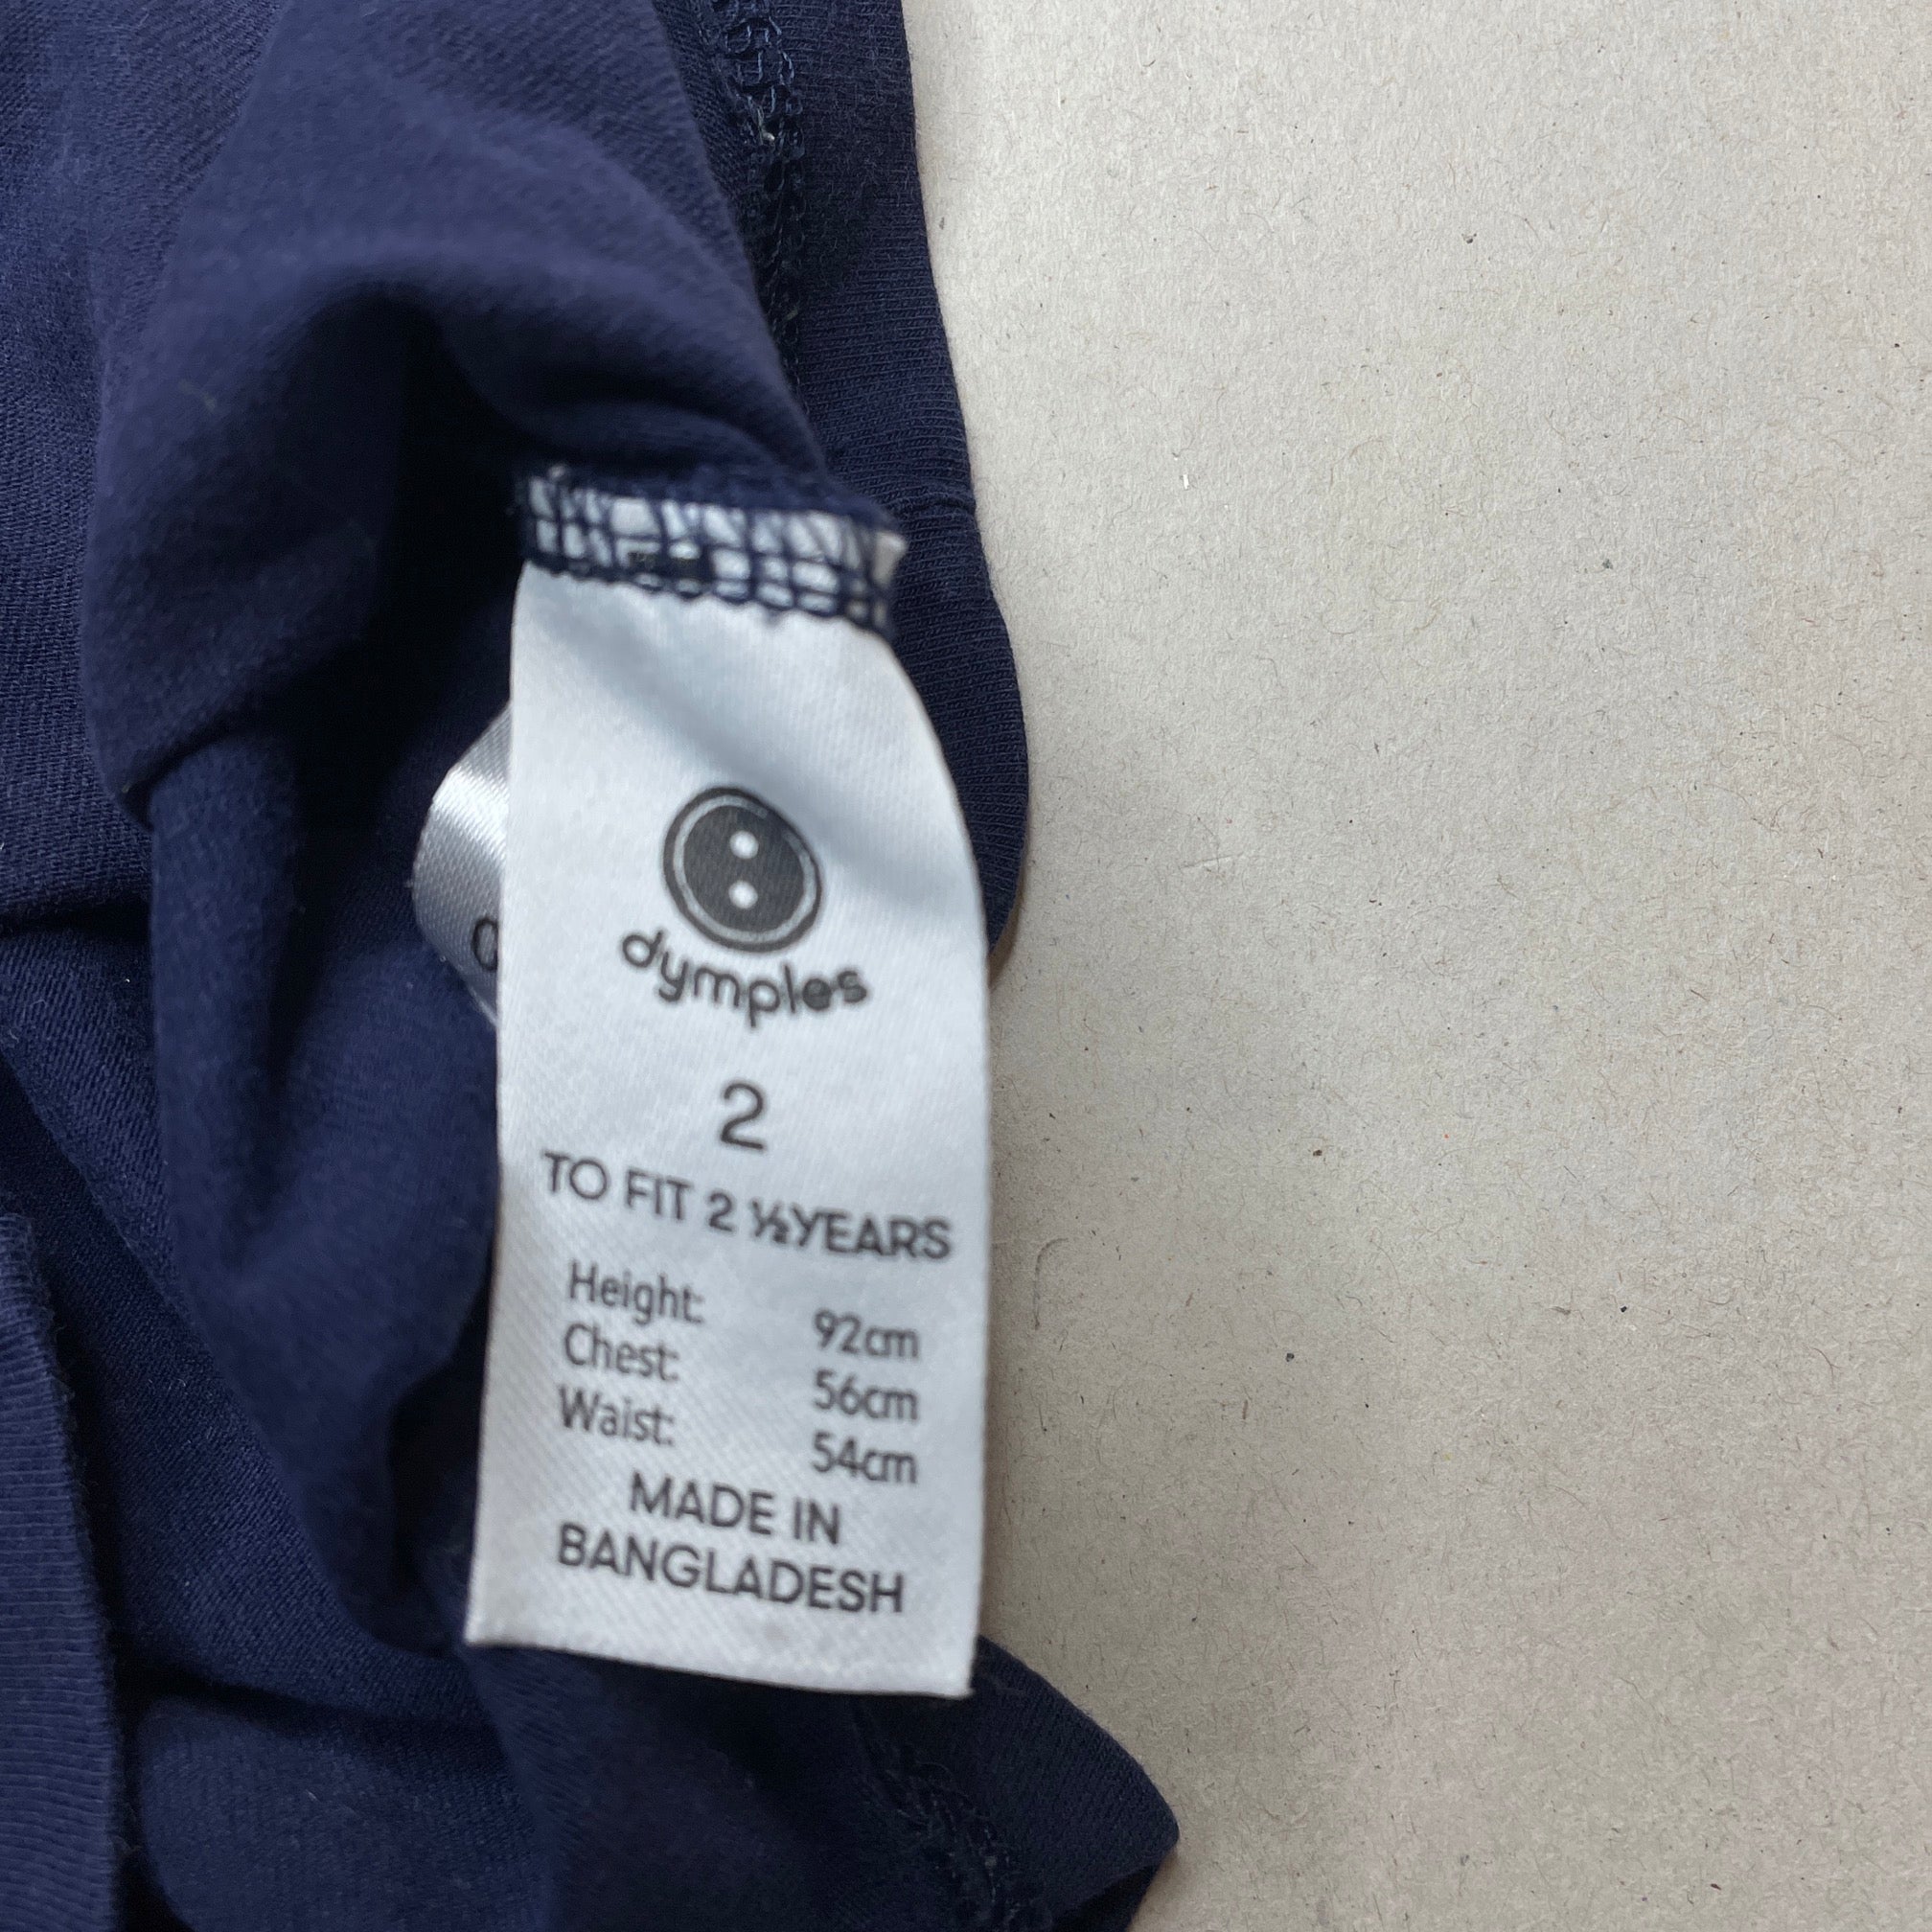 dymples
2
TO FIT 2 ½YEARS
Height: 92cm
Chest: 56cm
Waist: 54cm
MADE IN
BANGLADESH